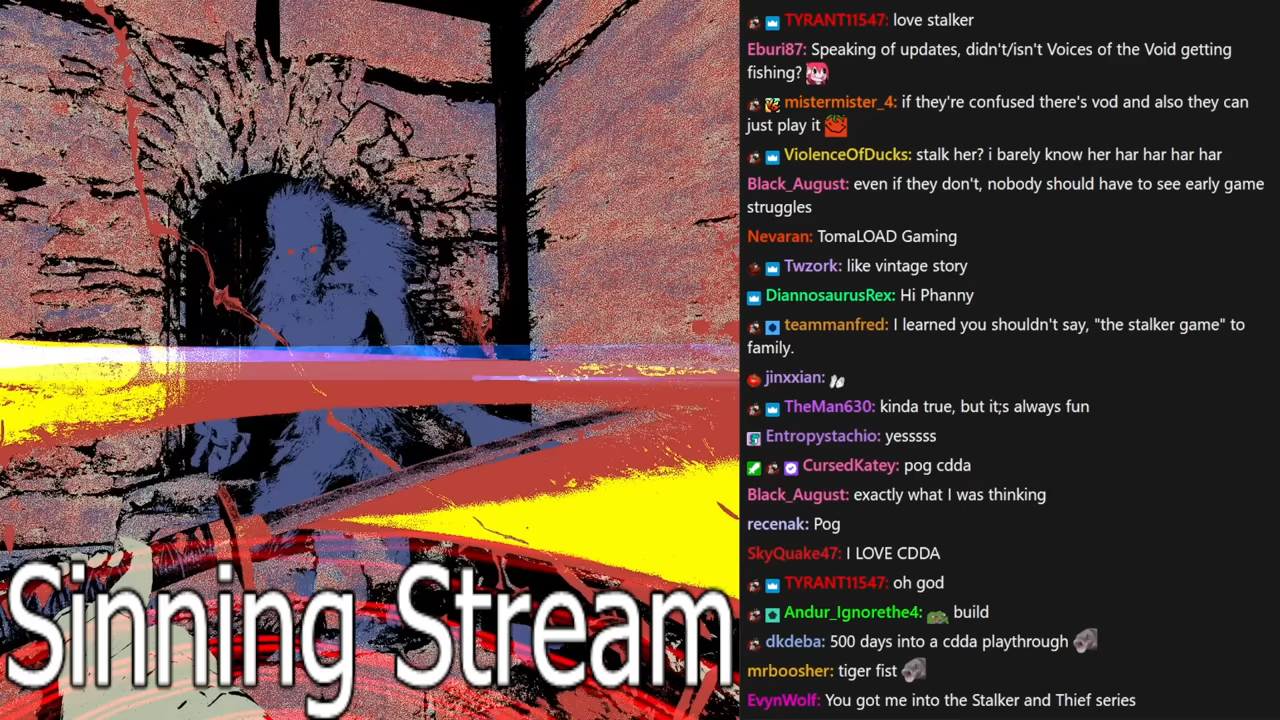 TYRANT11547: love stalker
Eburi87: Speaking of updates, didn't/isn't Voices of the Void getting
fishing?
mistermister_4: if they're confused there's vod and also they can
just play it
ViolenceOfDucks: stalk her? i barely know her har har har har
Black_August: even if they don't, nobody should have to see early game
struggles
Nevaran: TomaLOAD Gaming
Twzork: like vintage story
DiannosaurusRex: Hi Phanny
teammanfred: I learned you shouldn't say, "the stalker game" to
family.
jinxxian:
TheMan630: kinda true, but it;s always fun
Entropystachio: yesssss
CursedKatey: pog cdda
Black_August: exactly what I was thinking
recenak: Pog
SkyQuake47: I LOVE CDDA
TYRANT11547: oh god
Andur_Ignorethe4: build
dkdeba: 500 days into a cdda playthrough
mrboosher: tiger fist
EvynWolf: You got me into the Stalker and Thief series
Sinning Stream